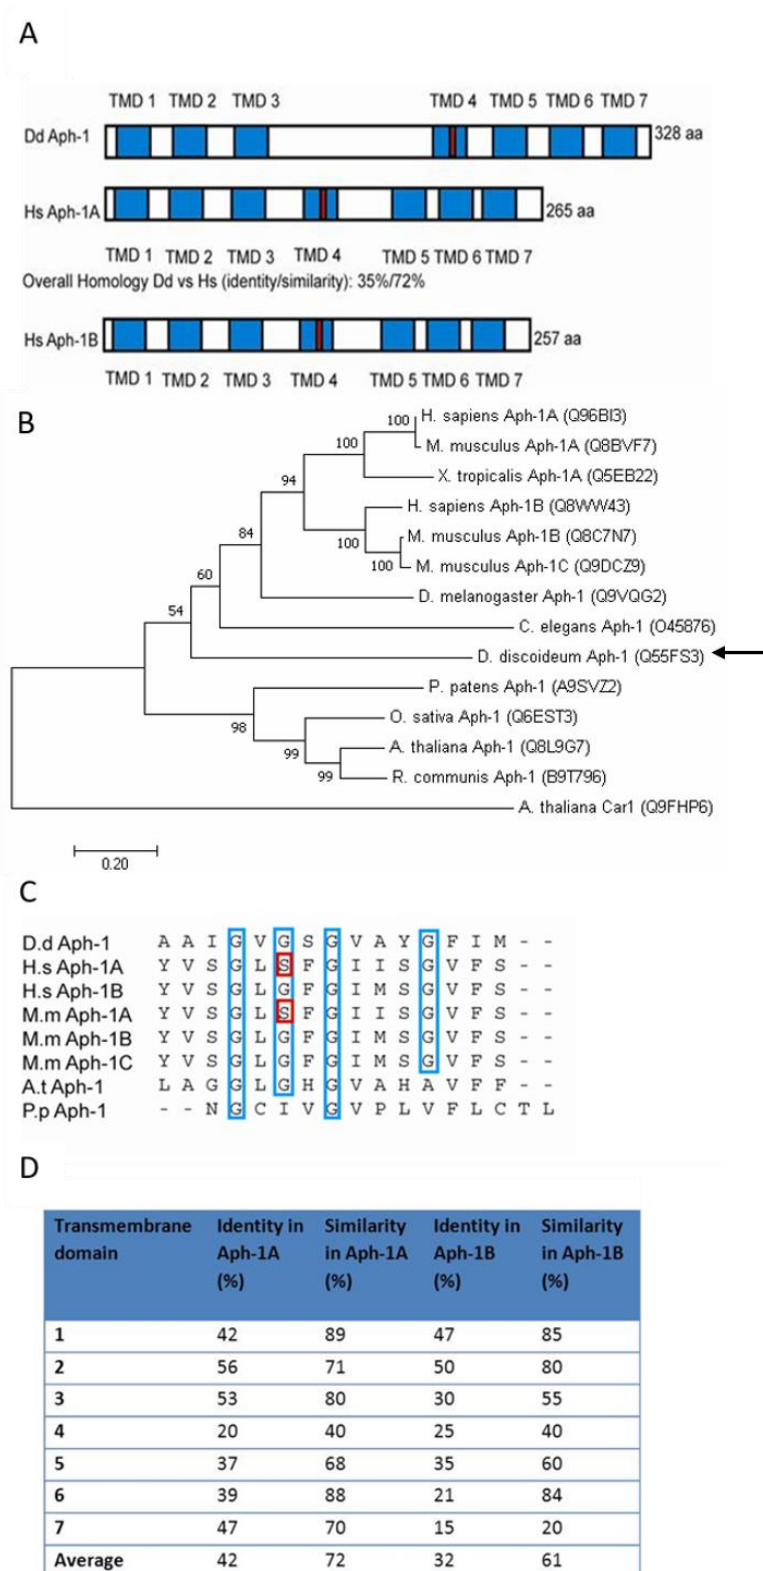 A
TMD 1 TMD 2 TMD 3 TMD 4 TMD 5 TMD 6 TMD 7
Dd Aph-1 328 aa
Hs Aph-1A 265 aa
TMD 1 TMD 2 TMD 3 TMD 4 TMD 5 TMD 6 TMD 7
Overall Homology Dd vs Hs (identity/similarity): 35%/72%
Hs Aph-1B 257 aa
TMD 1 TMD 2 TMD 3 TMD 4 TMD 5 TMD 6 TMD 7
B
100 H. sapiens Aph-1A (Q96BI3)
100 M. musculus Aph-1A (Q8BVF7)
94 X. tropicalis Aph-1A (Q5EB22)
H. sapiens Aph-1B (Q8WW43)
84 100 M. musculus Aph-1B (Q8C7N7)
60 100 M. musculus Aph-1C (Q9DCZ9)
D. melanogaster Aph-1 (Q9VQG2)
54 C. elegans Aph-1 (O45876)
D. discoideum Aph-1 (Q55FS3)
P. patens Aph-1 (A9SVZ2)
98 O. sativa Aph-1 (Q6EST3)
99 A. thaliana Aph-1 (Q8L9G7)
99 R. communis Aph-1 (B9T796)
A. thaliana Car1 (Q9FHP6)
0.20
C
D.d Aph-1 A A I G V G S G V A Y G F I M - -
H.s Aph-1A Y V S G L S F G I I S G V F S - -
H.s Aph-1B Y V S G L G F G I M S G V F S - -
M.m Aph-1A Y V S G L S F G I I S G V F S - -
M.m Aph-1B Y V S G L G F G I M S G V F S - -
M.m Aph-1C Y V S G L G F G I M S G V F S - -
A.t Aph-1 L A G G L G H G V A H A V F F - -
P.p Aph-1 - - N G C I V G V P L V F L C T L
D
Transmembrane Identity in Similarity Identity in Similarity
domain Aph-1A in Aph-1A Aph-1B in Aph-1B
(%) (%) (%) (%)
1 42 89 47 85
2 56 71 50 80
3 53 80 30 55
4 20 40 25 40
5 37 68 35 60
6 39 88 21 84
7 47 70 15 20
Average 42 72 32 61